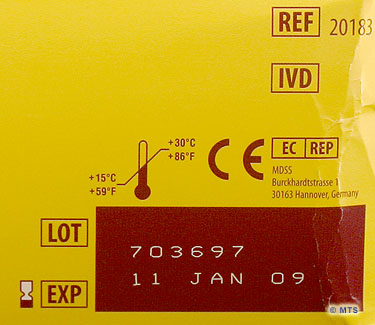 REF 20183
IVD
+30°C
+86°F
+15°C
+59°F
CE
EC REP
MDSS
Burckhardtstrasse 1
30163 Hannover, Germany
LOT 703697
EXP 11 JAN 09
© MTS